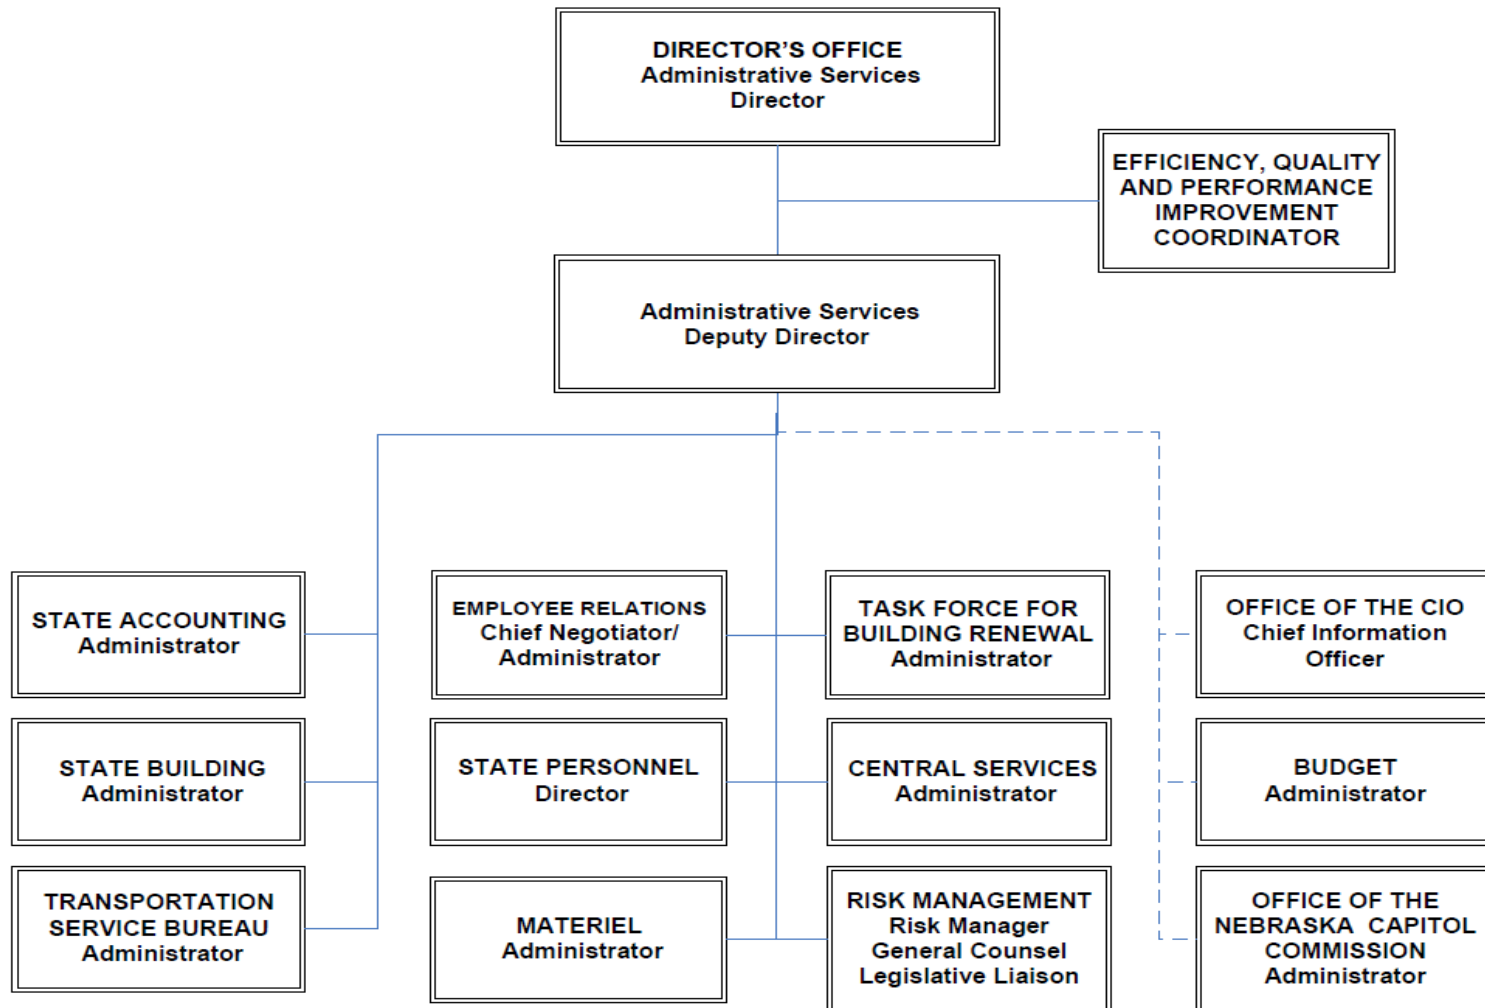 DIRECTOR'S OFFICE
Administrative Services
Director
EFFICIENCY, QUALITY
AND PERFORMANCE
IMPROVEMENT
COORDINATOR
Administrative Services
Deputy Director
STATE ACCOUNTING
Administrator
EMPLOYEE RELATIONS
Chief Negotiator/
Administrator
TASK FORCE FOR
BUILDING RENEWAL
Administrator
OFFICE OF THE CIO
Chief Information
Officer
STATE BUILDING
Administrator
STATE PERSONNEL
Director
CENTRAL SERVICES
Administrator
BUDGET
Administrator
TRANSPORTATION
SERVICE BUREAU
Administrator
MATERIEL
Administrator
RISK MANAGEMENT
Risk Manager
General Counsel
Legislative Liaison
OFFICE OF THE
NEBRASKA CAPITOL
COMMISSION
Administrator